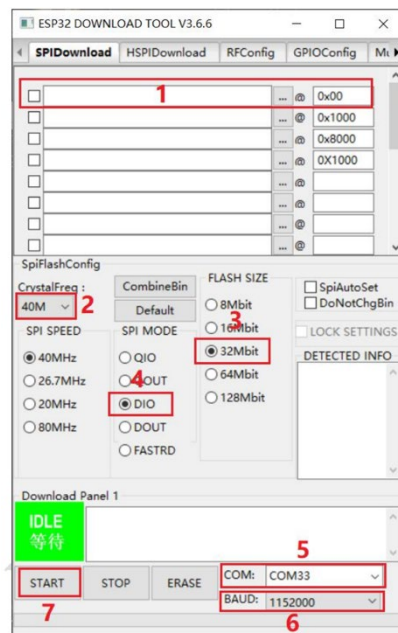 ESP32 DOWNLOAD TOOL V3.6.6
SPIDownload HSPIDownload RFConfig GPIOConfig Mu
1 ... @ 0x00
... @ 0x1000
... @ 0x8000
... @ 0X1000
... @
... @
... @
... @
SpiFlashConfig
CrystalFreq :
40M 2
CombineBin
Default
SPI SPEED
40MHz
26.7MHz
20MHz
80MHz
SPI MODE
QIO
4 OUT
DIO
DOUT
FASTRD
FLASH SIZE
8Mbit
16Mbit
3
32Mbit
64Mbit
128Mbit
SpiAutoSet
DoNotChgBin
LOCK SETTINGS
DETECTED INFO
Download Panel 1
IDLE
等待
START STOP ERASE
7
5
COM: COM33
BAUD: 1152000
6